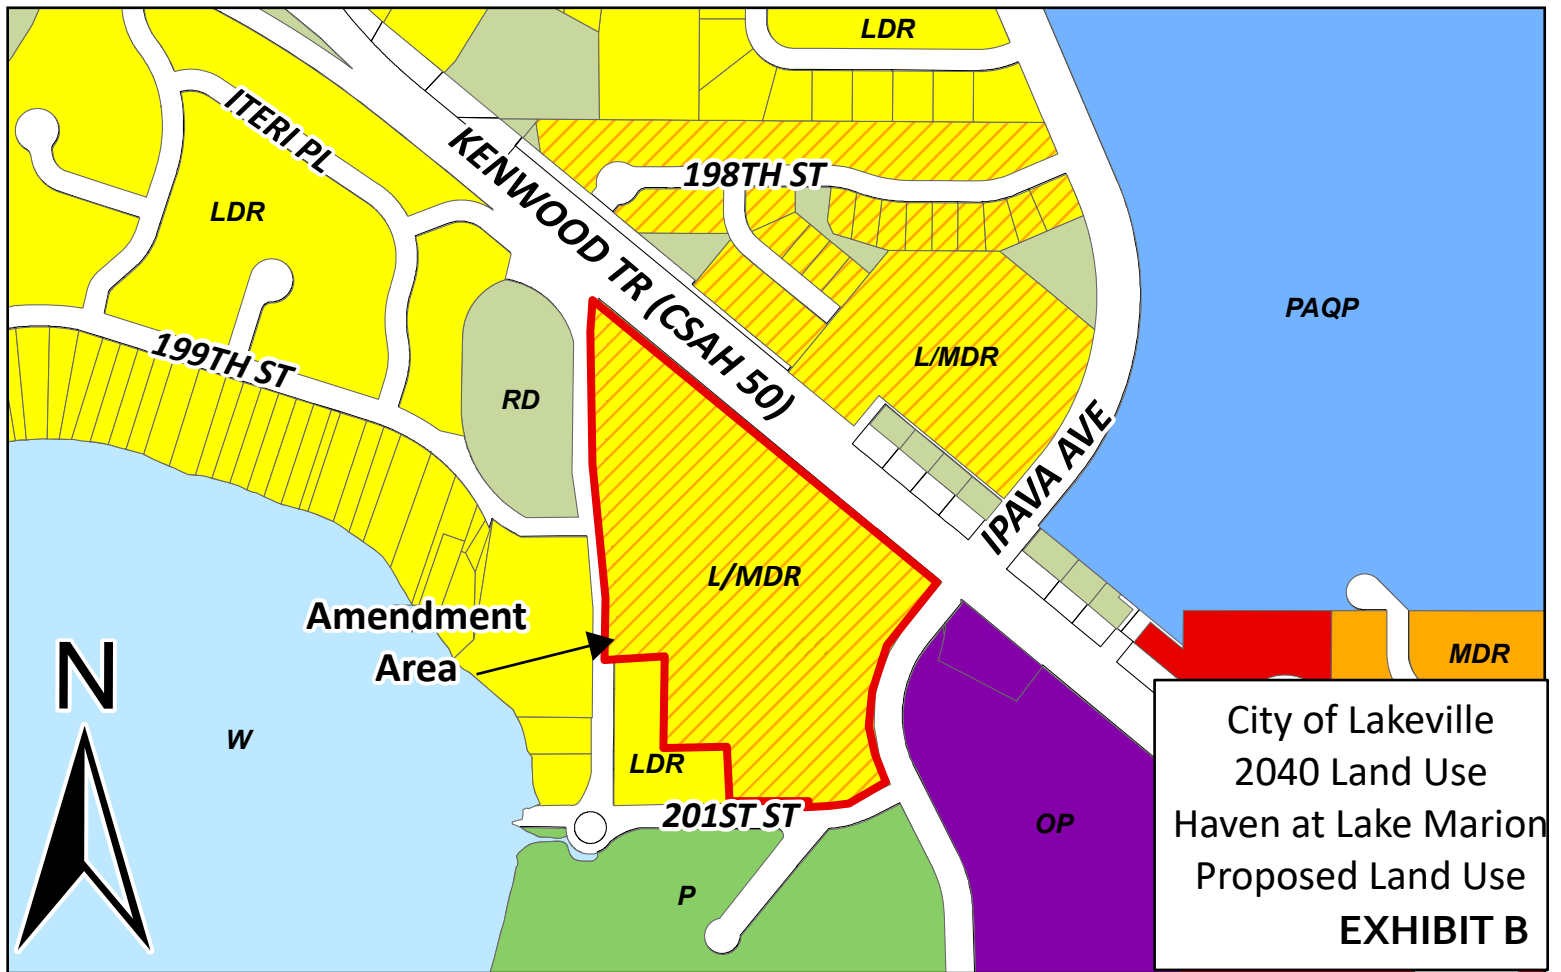 LDR
ITERI PL
KENWOOD TR (CSAH 50)
198TH ST
LDR
PAQP
199TH ST
L/MDR
RD
IPAVA AVE
L/MDR
Amendment
Area
N
MDR
W
LDR
201ST ST
OP
P
City of Lakeville
2040 Land Use
Haven at Lake Marion
Proposed Land Use
EXHIBIT B